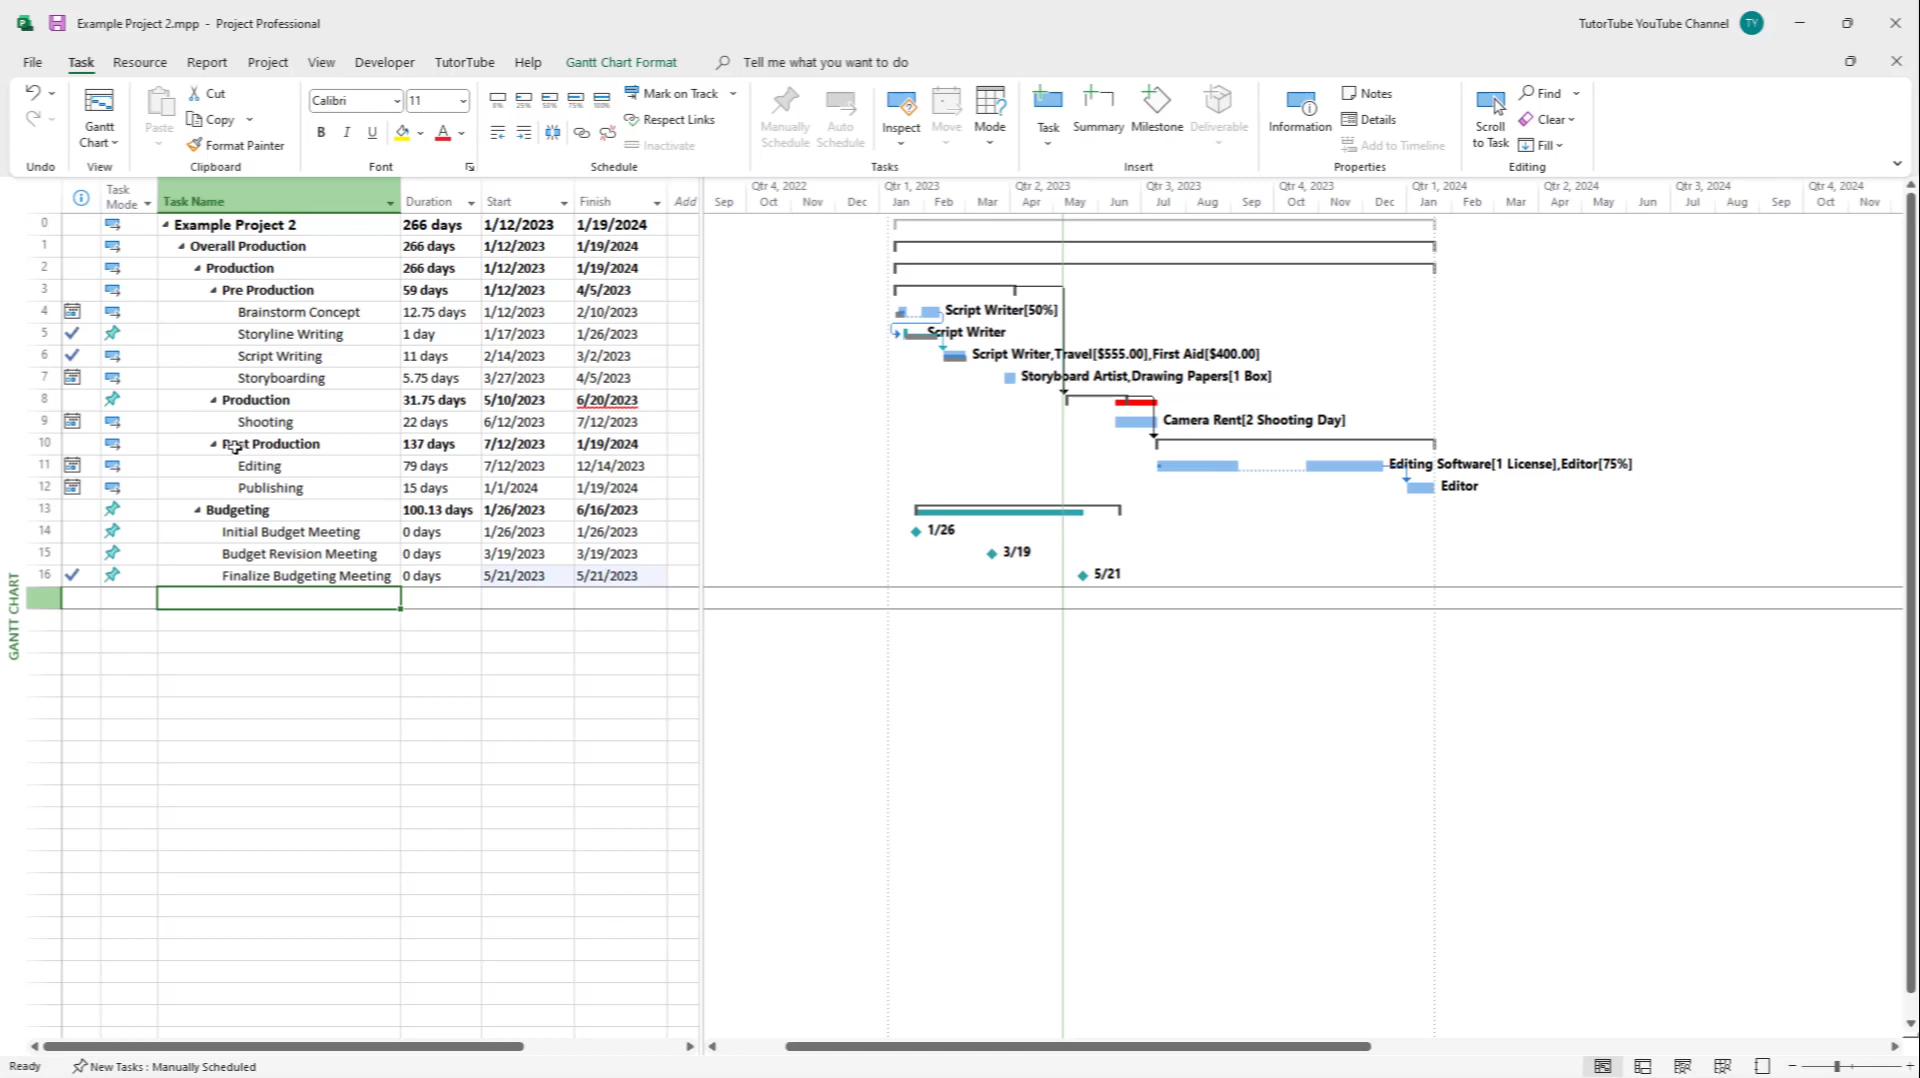 Example Project 2.mpp - Project Professional
TutorTube YouTube Channel TY
File Task Resource Report Project View Developer TutorTube Help Gantt Chart Format Tell me what you want to do
Cut
Copy
Format Painter
Paste
Gantt
Chart
Calibri 11
B I U A
0% 25% 50% 75% 100%
Mark on Track
Respect Links
Inactivate
Manually
Schedule
Auto
Schedule
Inspect
Move
Mode
Task
Summary
Milestone
Deliverable
Information
Notes
Details
Add to Timeline
Scroll
to Task
Find
Clear
Fill
Undo View Clipboard Font Schedule Tasks Insert Properties Editing
Task
Mode
Task Name Duration Start Finish Add
Qtr 4, 2022 Qtr 1, 2023 Qtr 2, 2023 Qtr 3, 2023 Qtr 4, 2023 Qtr 1, 2024 Qtr 2, 2024 Qtr 3, 2024 Qtr 4, 2024
Sep Oct Nov Dec Jan Feb Mar Apr May Jun Jul Aug Sep Oct Nov Dec Jan Feb Mar Apr May Jun Jul Aug Sep Oct Nov
0 Example Project 2 266 days 1/12/2023 1/19/2024
1 Overall Production 266 days 1/12/2023 1/19/2024
2 Production 266 days 1/12/2023 1/19/2024
3 Pre Production 59 days 1/12/2023 4/5/2023
4 Brainstorm Concept 12.75 days 1/12/2023 2/10/2023 Script Writer[50%]
5 Storyline Writing 1 day 1/17/2023 1/26/2023 Script Writer
6 Script Writing 11 days 2/14/2023 3/2/2023 Script Writer,Travel[$555.00],First Aid[$400.00]
7 Storyboarding 5.75 days 3/27/2023 4/5/2023 Storyboard Artist,Drawing Papers[1 Box]
8 Production 31.75 days 5/10/2023 6/20/2023
9 Shooting 22 days 6/12/2023 7/12/2023 Camera Rent[2 Shooting Day]
10 Post Production 137 days 7/12/2023 1/19/2024
11 Editing 79 days 7/12/2023 12/14/2023 Editing Software[1 License],Editor[75%]
12 Publishing 15 days 1/1/2024 1/19/2024 Editor
13 Budgeting 100.13 days 1/26/2023 6/16/2023
14 Initial Budget Meeting 0 days 1/26/2023 1/26/2023 1/26
15 Budget Revision Meeting 0 days 3/19/2023 3/19/2023 3/19
16 Finalize Budgeting Meeting 0 days 5/21/2023 5/21/2023 5/21
GANTT CHART
Ready New Tasks : Manually Scheduled